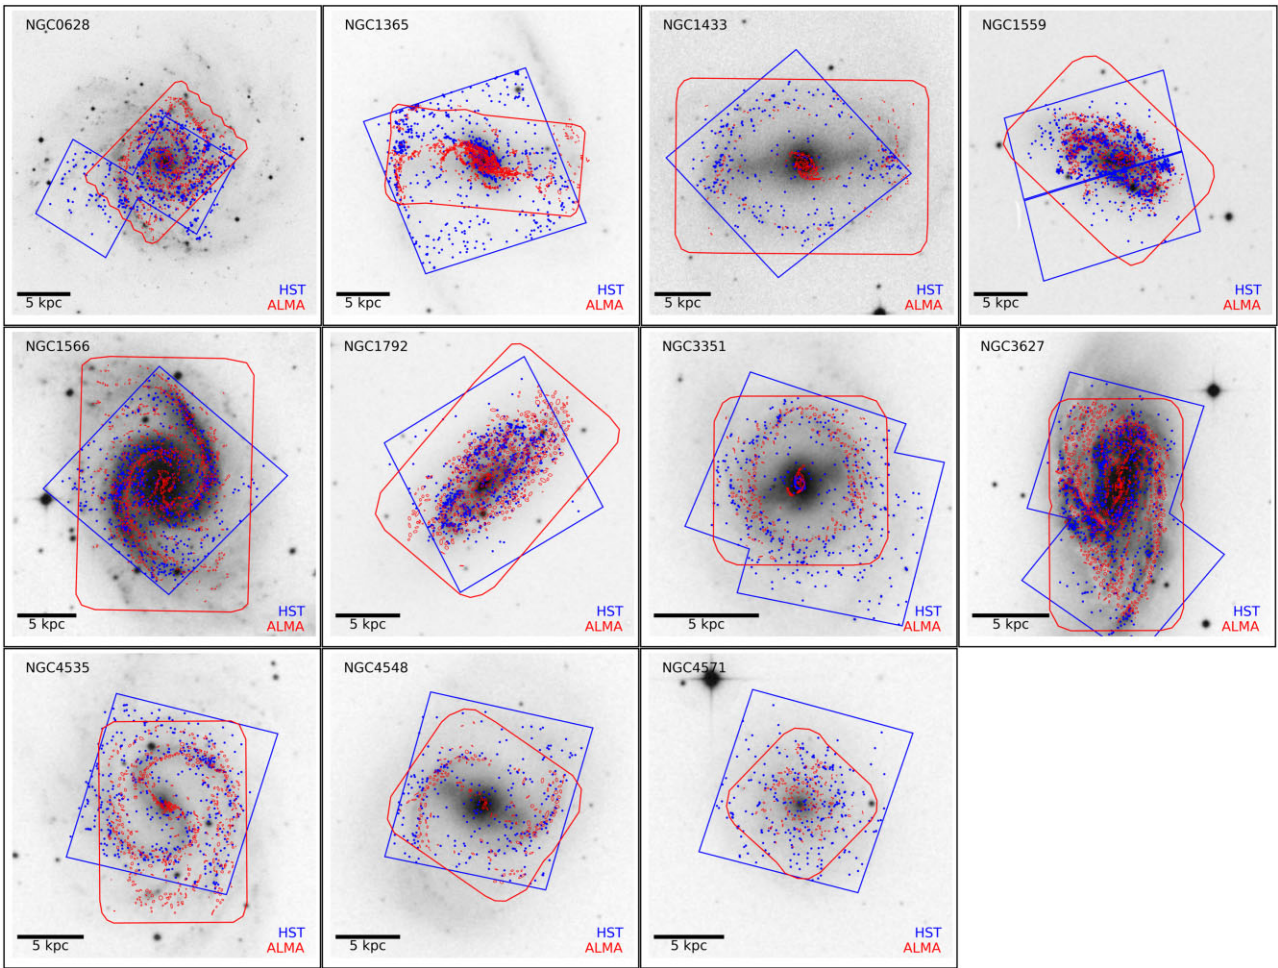 NGC0628
5 kpc
HST
ALMA
NGC1365
5 kpc
HST
ALMA
NGC1433
5 kpc
HST
ALMA
NGC1559
5 kpc
HST
ALMA
NGC1566
5 kpc
HST
ALMA
NGC1792
5 kpc
HST
ALMA
NGC3351
5 kpc
HST
ALMA
NGC3627
5 kpc
HST
ALMA
NGC4535
5 kpc
HST
ALMA
NGC4548
5 kpc
HST
ALMA
NGC4571
5 kpc
HST
ALMA